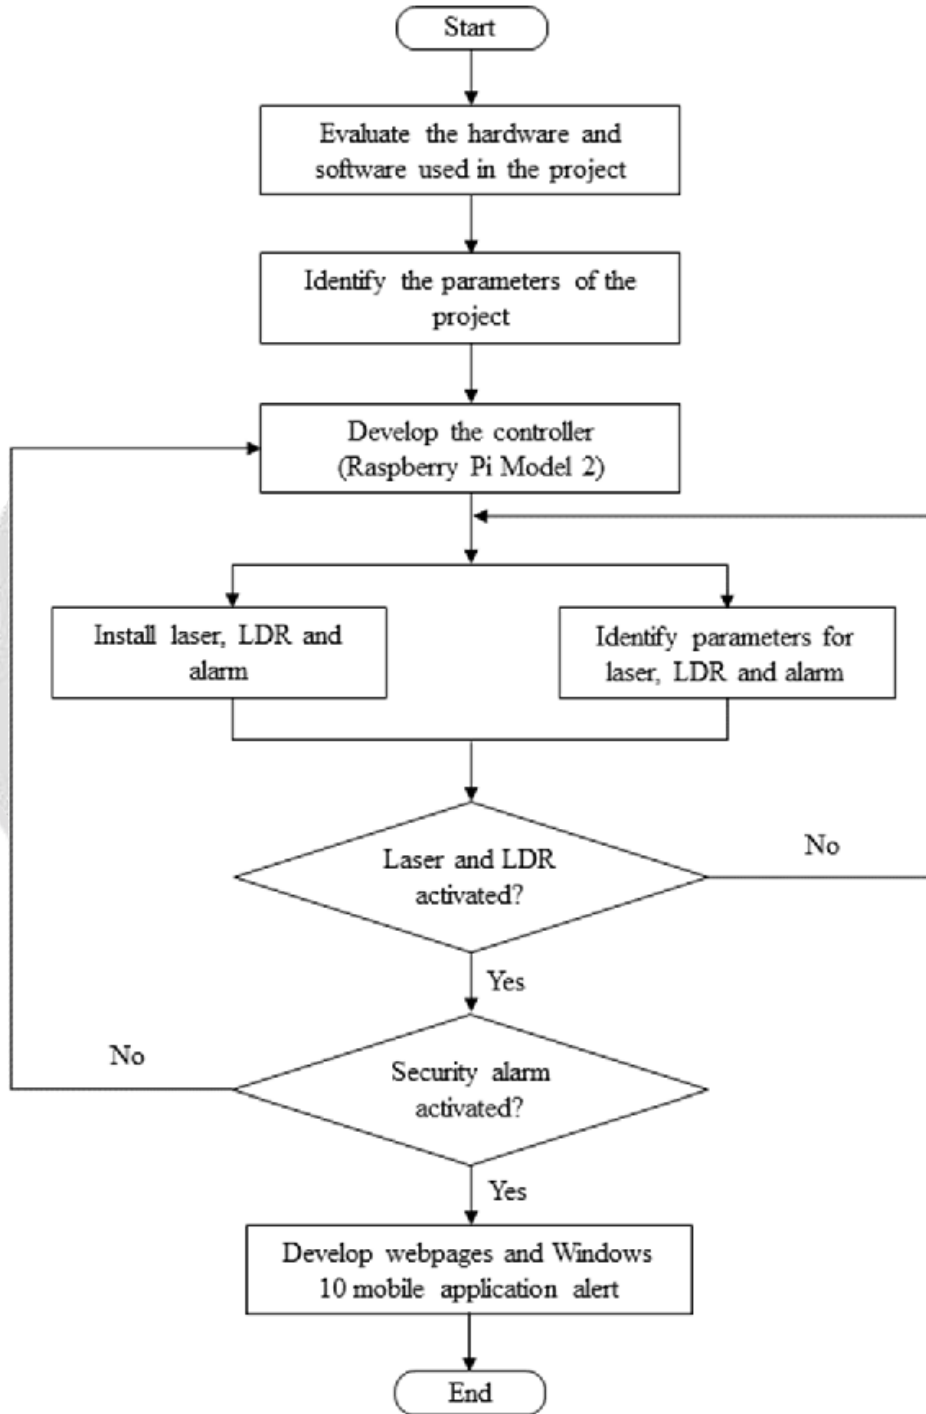 Start
Evaluate the hardware and
software used in the project
Identify the parameters of the
project
Develop the controller
(Raspberry Pi Model 2)
Install laser, LDR and
alarm
Identify parameters for
laser, LDR and alarm
Laser and LDR
activated?
No
Yes
Security alarm
activated?
No
Yes
Develop webpages and Windows
10 mobile application alert
End